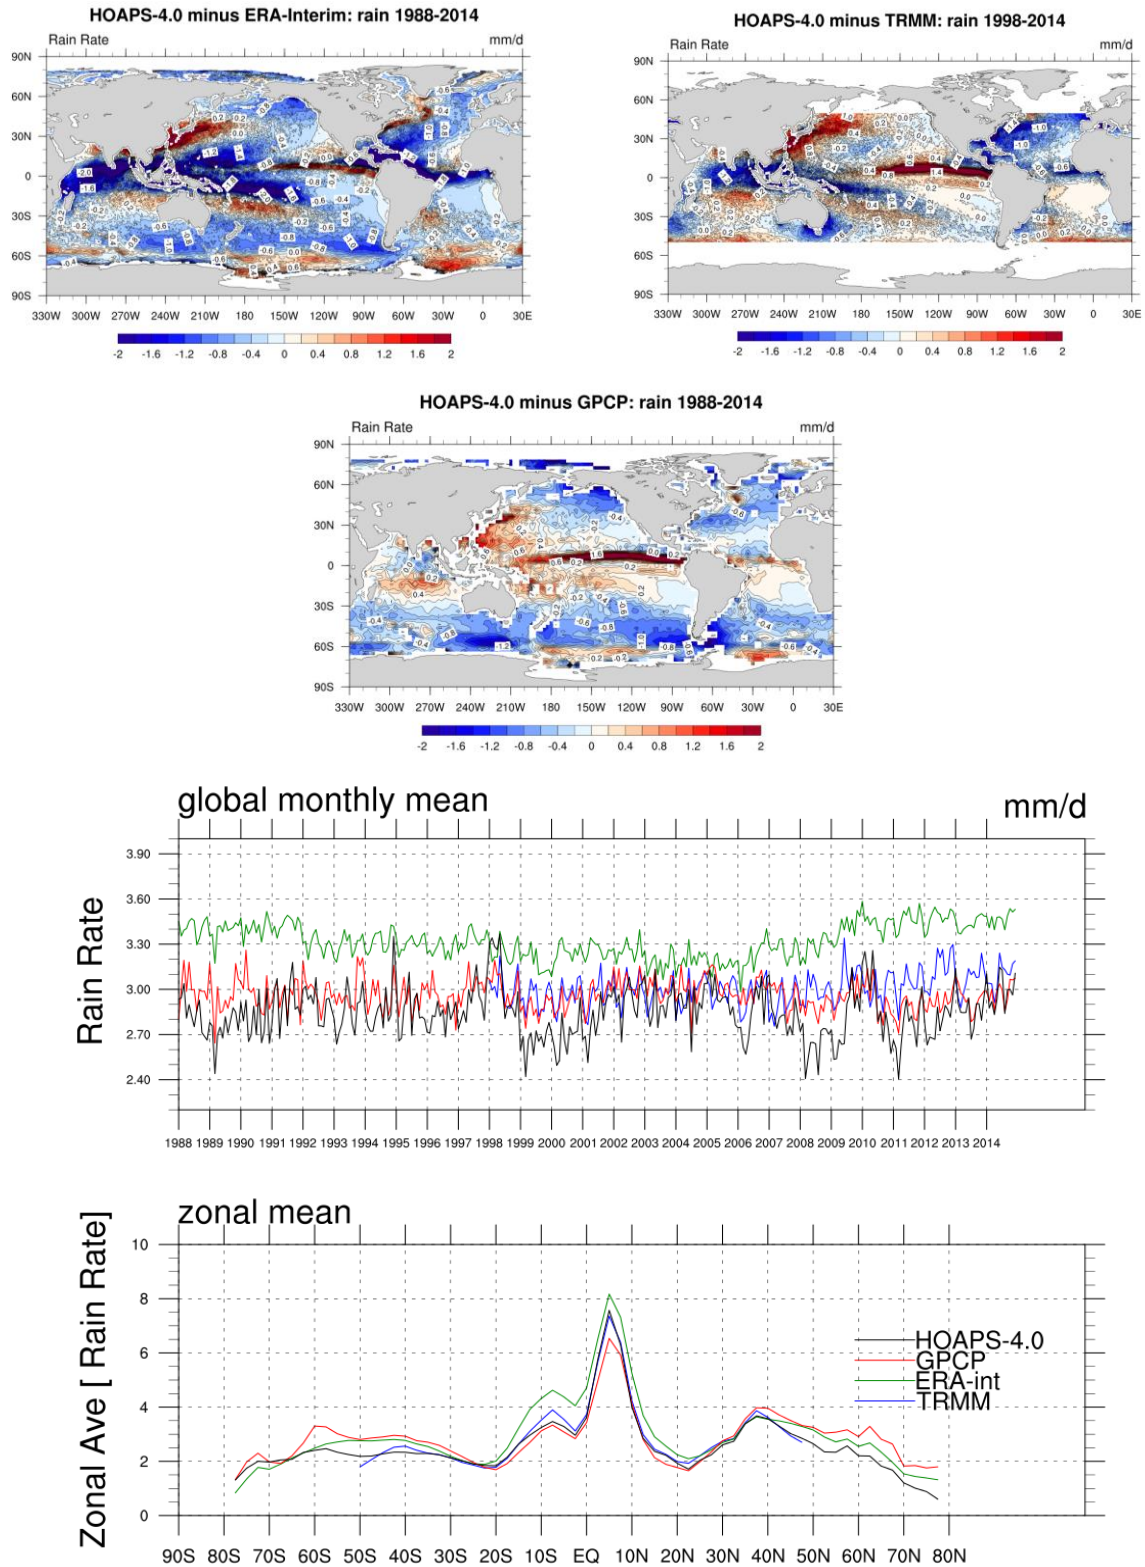 HOAPS-4.0 minus ERA-Interim: rain 1988-2014
Rain Rate mm/d
90N
60N
30N
0
30S
60S
90S
330W 300W 270W 240W 210W 180 150W 120W 90W 60W 30W 0 30E
-2 -1.6 -1.2 -0.8 -0.4 0 0.4 0.8 1.2 1.6 2
HOAPS-4.0 minus TRMM: rain 1998-2014
Rain Rate mm/d
90N
60N
30N
0
30S
60S
90S
330W 300W 270W 240W 210W 180 150W 120W 90W 60W 30W 0 30E
-2 -1.6 -1.2 -0.8 -0.4 0 0.4 0.8 1.2 1.6 2
HOAPS-4.0 minus GPCP: rain 1988-2014
Rain Rate mm/d
90N
60N
30N
0
30S
60S
90S
330W 300W 270W 240W 210W 180 150W 120W 90W 60W 30W 0 30E
-2 -1.6 -1.2 -0.8 -0.4 0 0.4 0.8 1.2 1.6 2
global monthly mean mm/d
Rain Rate
3.90
3.60
3.30
3.00
2.70
2.40
1988 1989 1990 1991 1992 1993 1994 1995 1996 1997 1998 1999 2000 2001 2002 2003 2004 2005 2006 2007 2008 2009 2010 2011 2012 2013 2014
zonal mean
Zonal Ave [ Rain Rate]
10
8
6
4
2
0
HOAPS-4.0
GPCP
ERA-int
TRMM
90S 80S 70S 60S 50S 40S 30S 20S 10S EQ 10N 20N 30N 40N 50N 60N 70N 80N